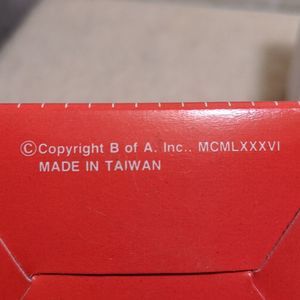 ©Copyright B of A. Inc.. MCMLXXXVI
MADE IN TAIWAN